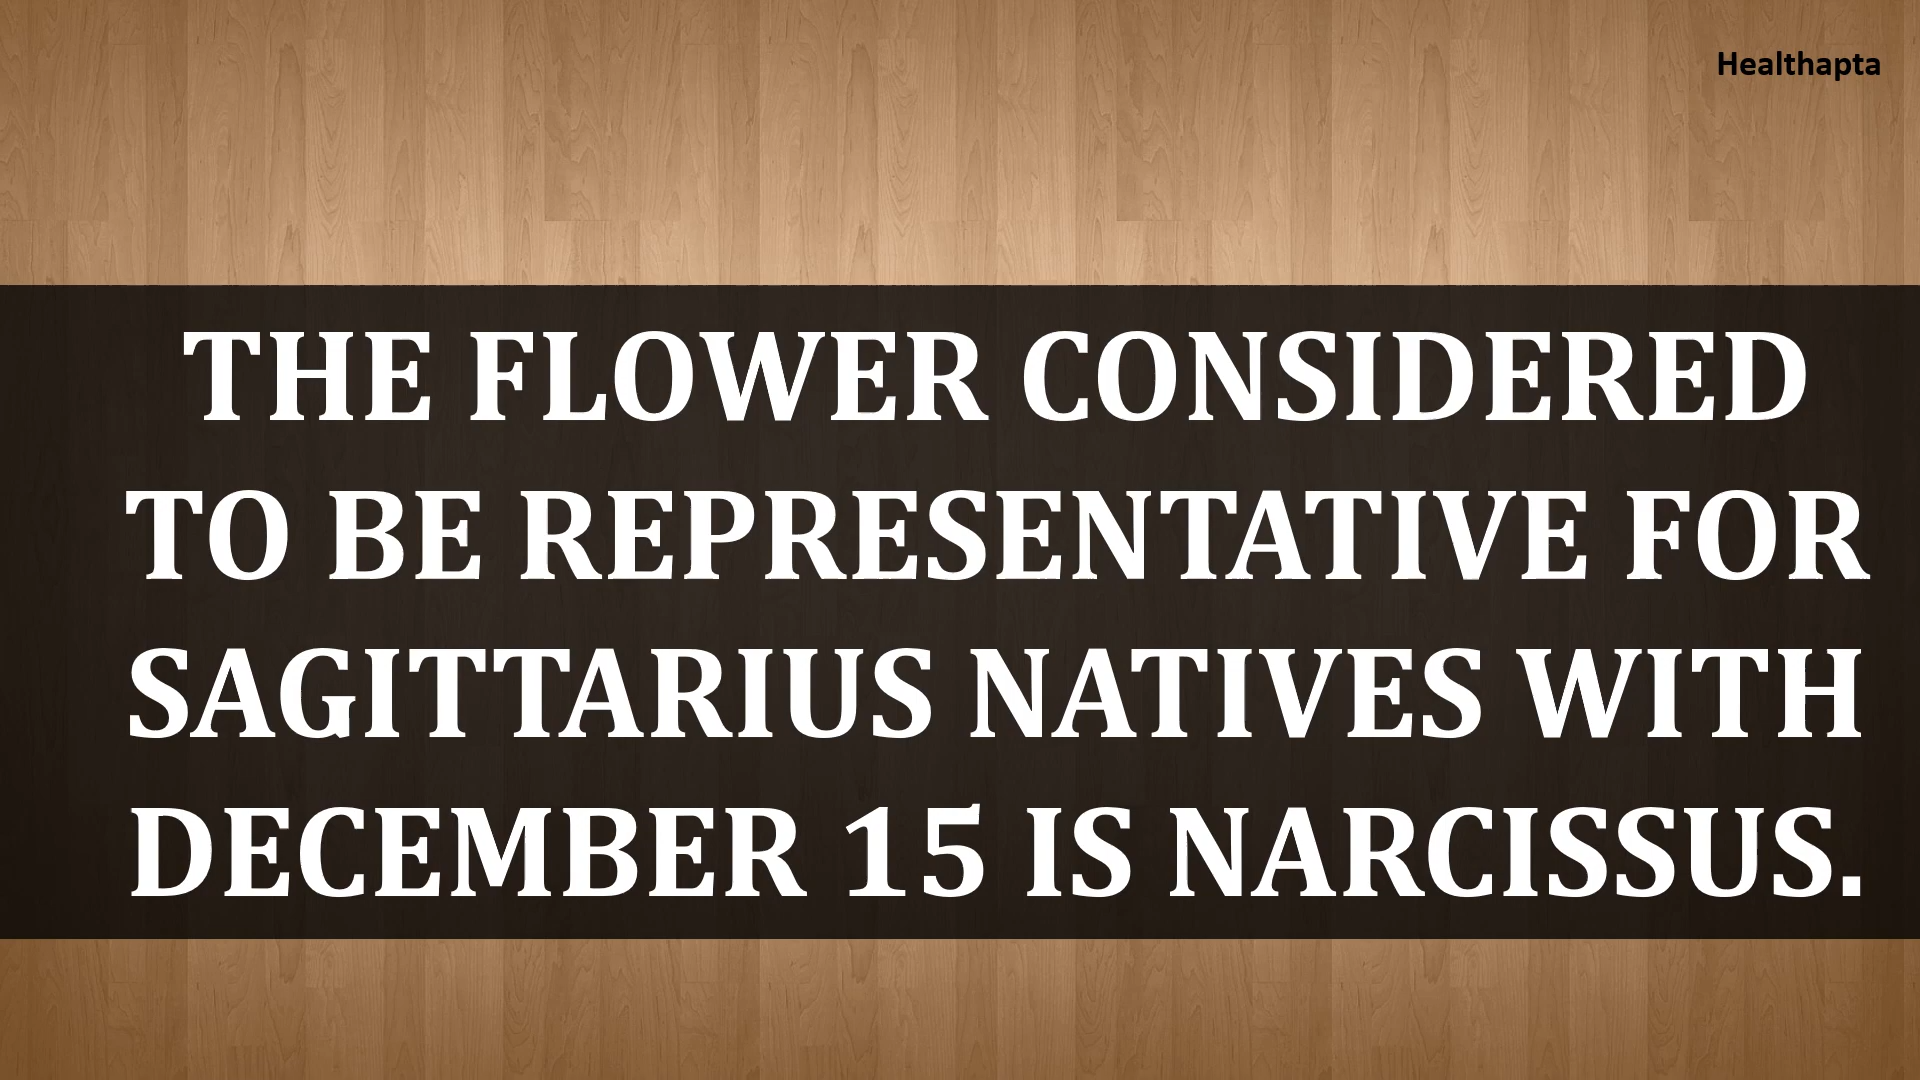 Healthapta
THE FLOWER CONSIDERED
TO BE REPRESENTATIVE FOR
SAGITTARIUS NATIVES WITH
DECEMBER 15 IS NARCISSUS.